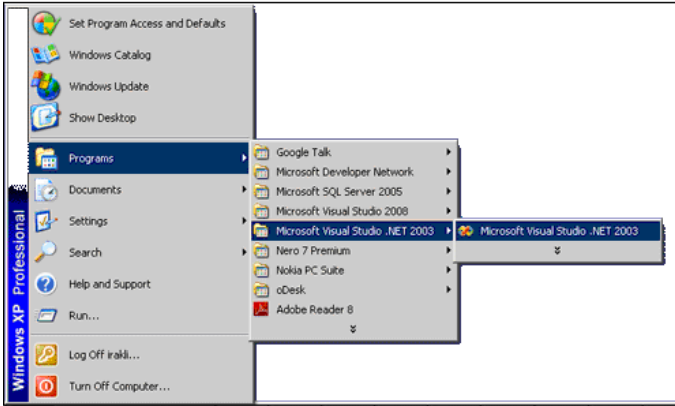 Set Program Access and Defaults
Windows Catalog
Windows Update
Show Desktop
Programs
Documents
Settings
Search
Help and Support
Run...
Log Off irakli...
Turn Off Computer...
Windows XP Professional
Google Talk
Microsoft Developer Network
Microsoft SQL Server 2005
Microsoft Visual Studio 2008
Microsoft Visual Studio .NET 2003
Nero 7 Premium
Nokia PC Suite
oDesk
Adobe Reader 8
Microsoft Visual Studio .NET 2003